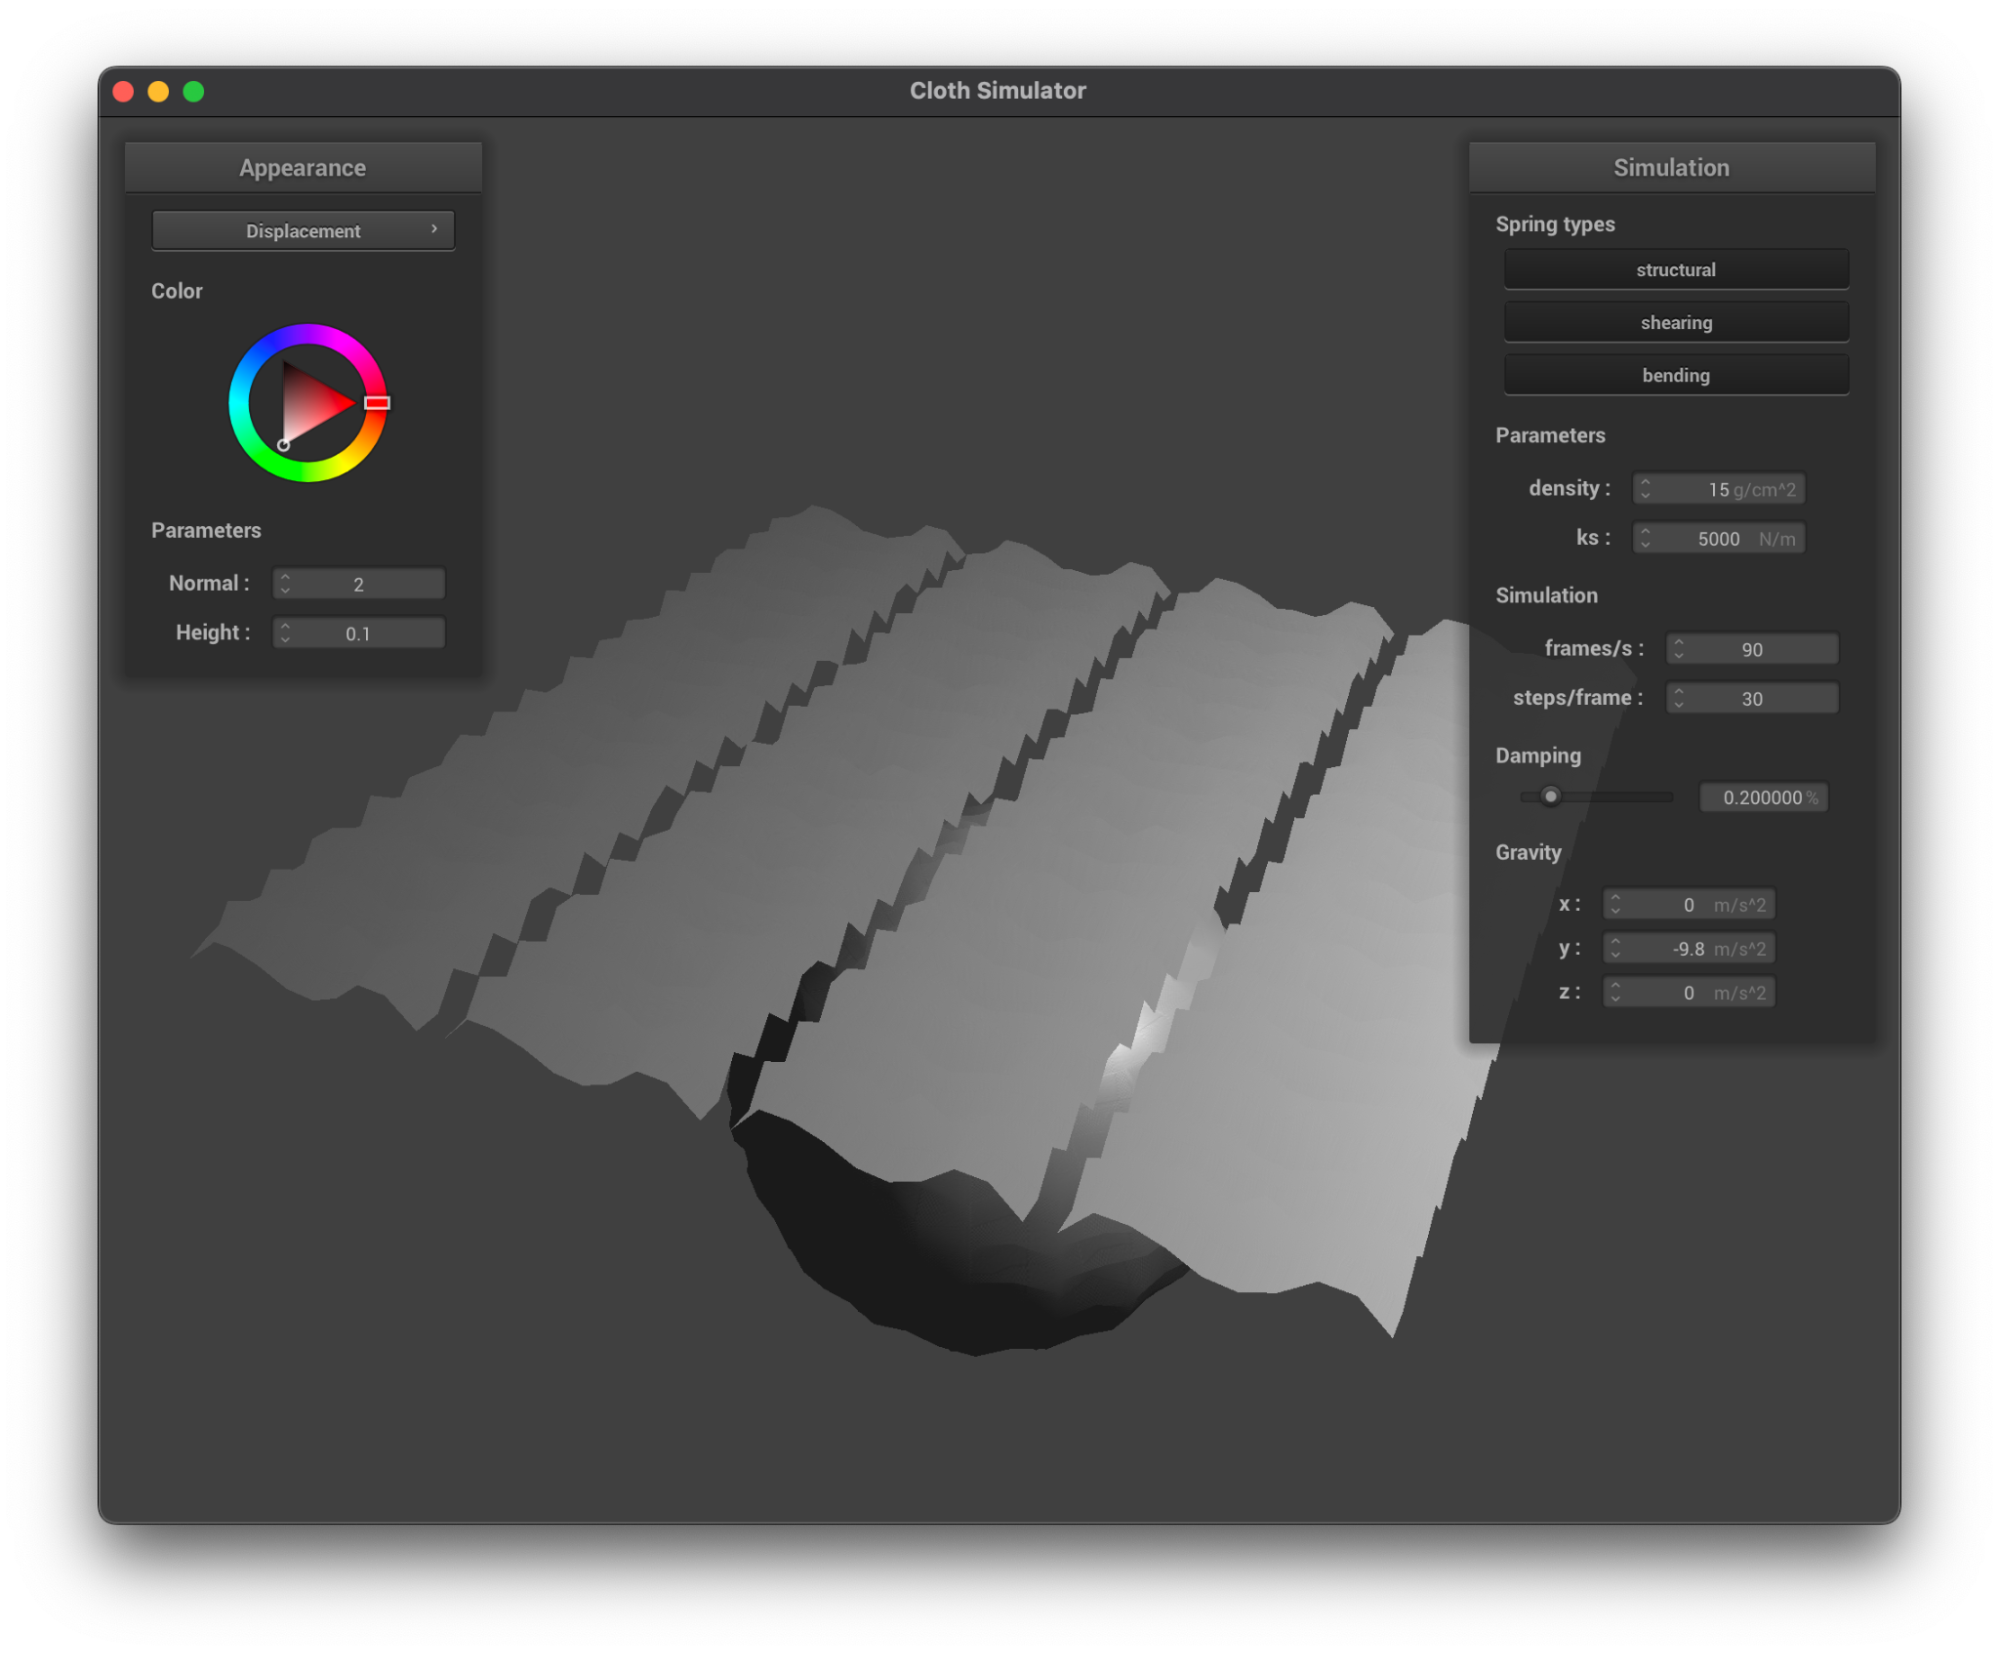 Cloth Simulator
Appearance
Displacement
Color
Parameters
Normal : 2
Height : 0.1
Simulation
Spring types
structural
shearing
bending
Parameters
density : 15 g/cm^2
ks : 5000 N/m
Simulation
frames/s : 90
steps/frame : 30
Damping
0.200000 %
Gravity
x : 0 m/s^2
y : -9.8 m/s^2
z : 0 m/s^2